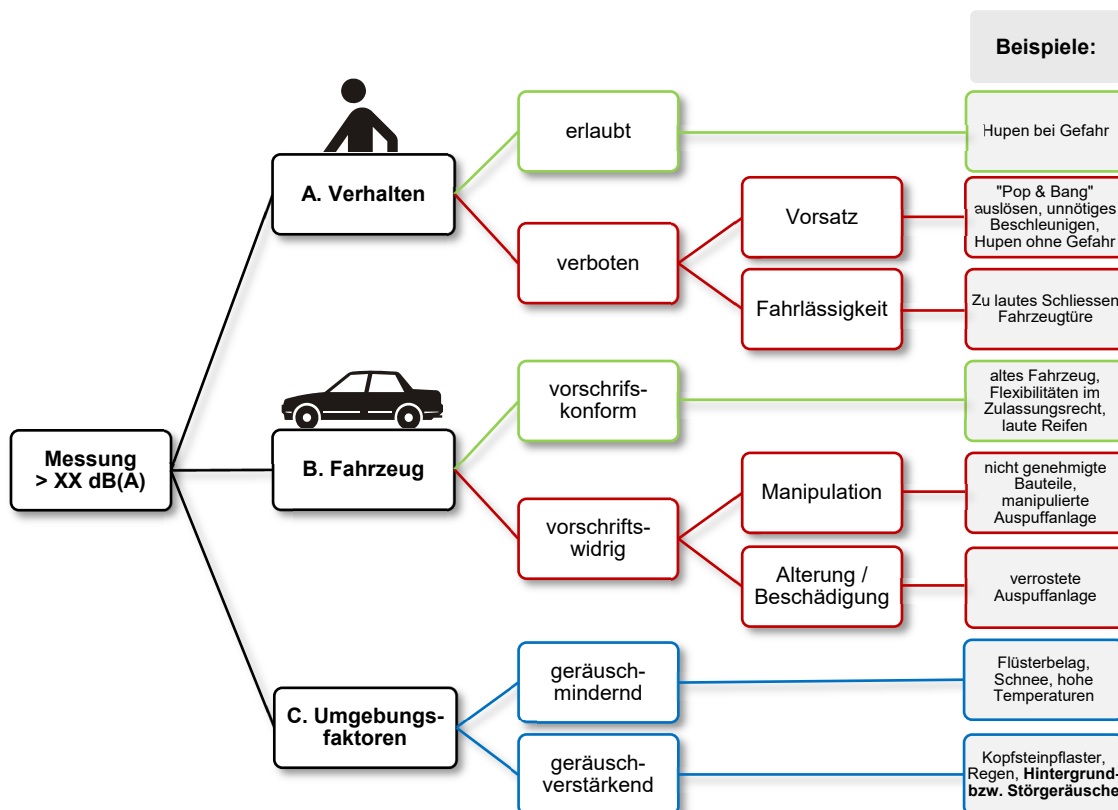 Beispiele:
A. Verhalten
erlaubt
Hupen bei Gefahr
verboten
Vorsatz
"Pop & Bang"
auslösen, unnötiges
Beschleunigen,
Hupen ohne Gefahr
Fahrlässigkeit
Zu lautes Schliessen
Fahrzeugtüre
Messung
> XX dB(A)
B. Fahrzeug
vorschrifs-
konform
altes Fahrzeug,
Flexibilitäten im
Zulassungsrecht,
laute Reifen
vorschrifts-
widrig
Manipulation
nicht genehmigte
Bauteile,
manipulierte
Auspuffanlage
Alterung /
Beschädigung
verrostete
Auspuffanlage
C. Umgebungs-
faktoren
geräusch-
mindernd
Flüsterbelag,
Schnee, hohe
Temperaturen
geräusch-
verstärkend
Kopfsteinpflaster,
Regen, Hintergrund-
bzw. Störgeräusche